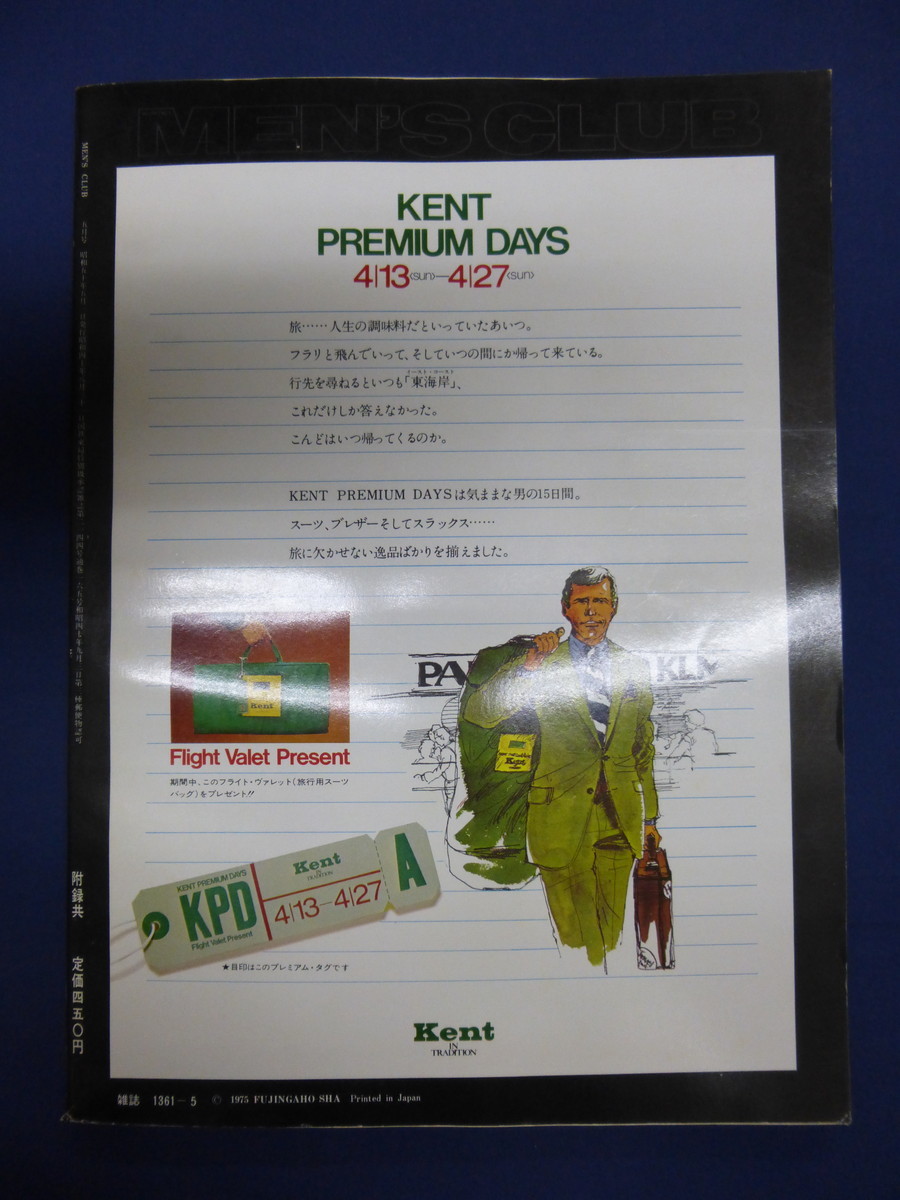 MEN'S CLUB
KENT
PREMIUM DAYS
4/13(SUN)—4/27(SUN)
旅……人生の調味料だといっていたあいつ。
フラリと飛んでいって、そしていつの間にか帰って来ている。
行先を尋ねるといつも「東海岸」、
これだけしか答えなかった。
こんどはいつ帰ってくるのか。
KENT PREMIUM DAYSは気ままな男の15日間。
スーツ、ブレザーそしてスラックス……
旅に欠かせない逸品ばかりを揃えました。
PA
KLM
Kent
Kent
Flight Valet Present
期間中、このフライト・ヴァレット(旅行用スーツ
バッグ)をプレゼント!!
KENT PREMIUM DAYS
KPD
Flight Valet Present
Kent
IN TRADITION
4/13—4/27
A
★目印はこのプレミアム・タグです
Kent
IN
TRADITION
雑誌 1361—5 © 1975 FUJINGAHO SHA Printed in Japan
MEN'S CLUB
附録共 定価四五〇円